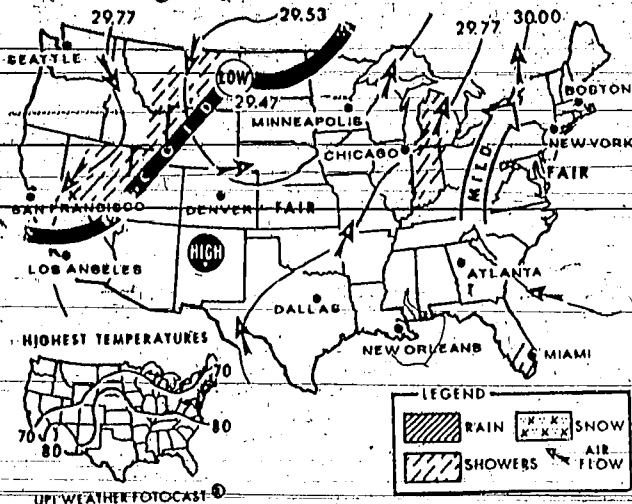 29.77
29.53
29.77
30.00
SEATTLE
LOW
29.47
COLD
MINNEAPOLIS
BOSTON
NEW YORK
CHICAGO
MILD
FAIR
SAN FRANCISCO
DENVER
FAIR
HIGH
LOS ANGELES
ATLANTA
DALLAS
NEW ORLEANS
MIAMI
HIGHEST TEMPERATURES
70
80
70
80
LEGEND
RAIN
SNOW
SHOWERS
AIR FLOW
UPI WEATHER FOTOCAST ®